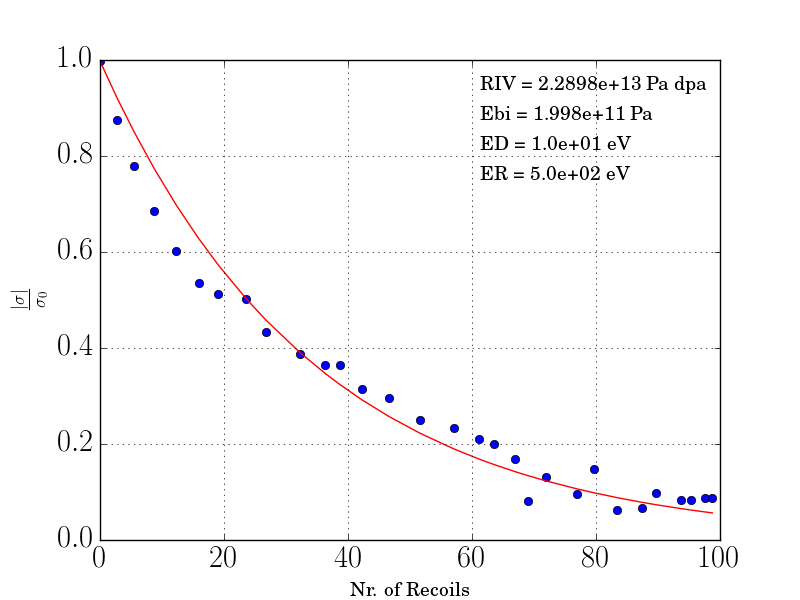 1.0
RIV = 2.2898e+13 Pa dpa
Ebi = 1.998e+11 Pa
ED = 1.0e+01 eV
ER = 5.0e+02 eV
0.8
0.6
|σ|
σ₀
0.4
0.2
0.0
0 20 40 60 80 100
Nr. of Recoils